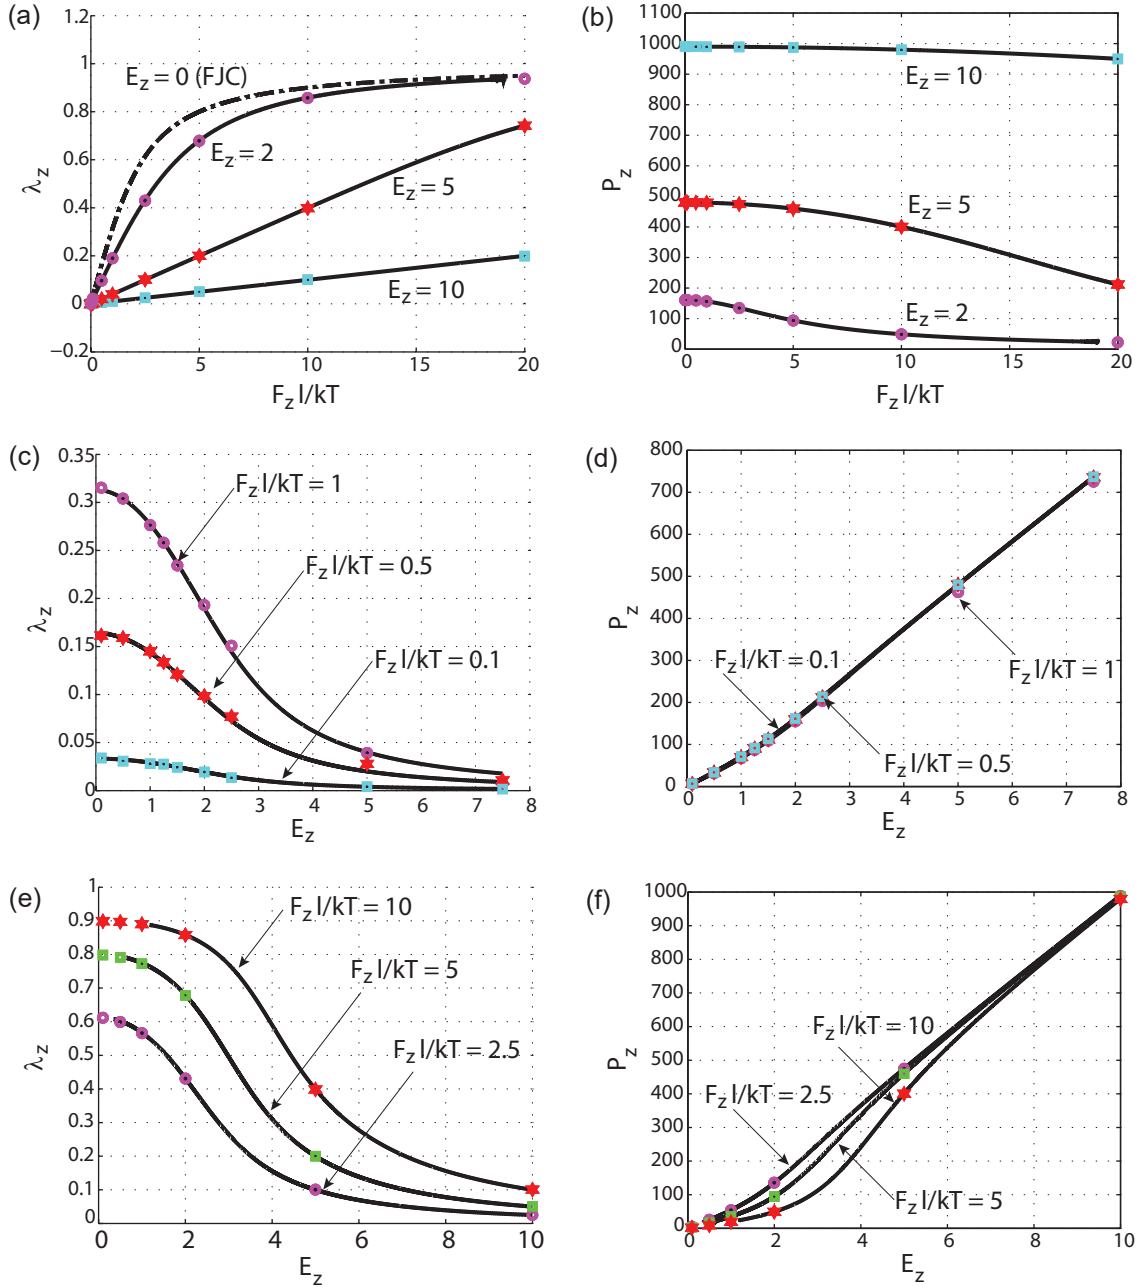 (a)
1.2
1
0.8
0.6
0.4
0.2
0
−0.2
λz
E_z = 0 (FJC)
E_z = 2
E_z = 5
E_z = 10
0 5 10 15 20
F_z l/kT
(b)
1100
1000
900
800
700
600
500
400
300
200
100
0
P_z
E_z = 10
E_z = 5
E_z = 2
0 5 10 15 20
F_z l/kT
(c)
0.35
0.3
0.25
0.2
0.15
0.1
0.05
0
λ_z
F_z l/kT = 1
F_z l/kT = 0.5
F_z l/kT = 0.1
0 1 2 3 4 5 6 7 8
E_z
(d)
800
700
600
500
400
300
200
100
0
P_z
F_z l/kT = 0.1
F_z l/kT = 1
F_z l/kT = 0.5
0 1 2 3 4 5 6 7 8
E_z
(e)
1
0.9
0.8
0.7
0.6
0.5
0.4
0.3
0.2
0.1
0
λ_z
F_z l/kT = 10
F_z l/kT = 5
F_z l/kT = 2.5
0 2 4 6 8 10
E_z
(f)
1000
900
800
700
600
500
400
300
200
100
0
P_z
F_z l/kT = 10
F_z l/kT = 2.5
F_z l/kT = 5
0 2 4 6 8 10
E_z